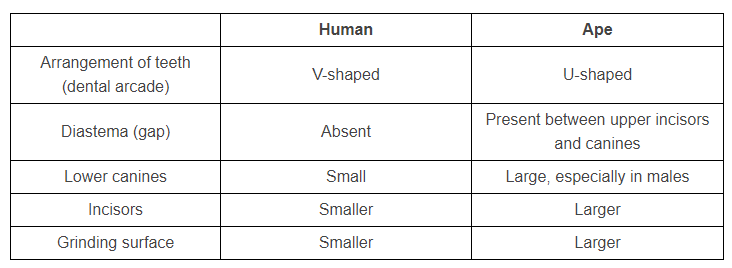 Human Ape
Arrangement of teeth
(dental arcade)
V-shaped
U-shaped
Diastema (gap)
Absent
Present between upper incisors
and canines
Lower canines Small Large, especially in males
Incisors Smaller Larger
Grinding surface Smaller Larger